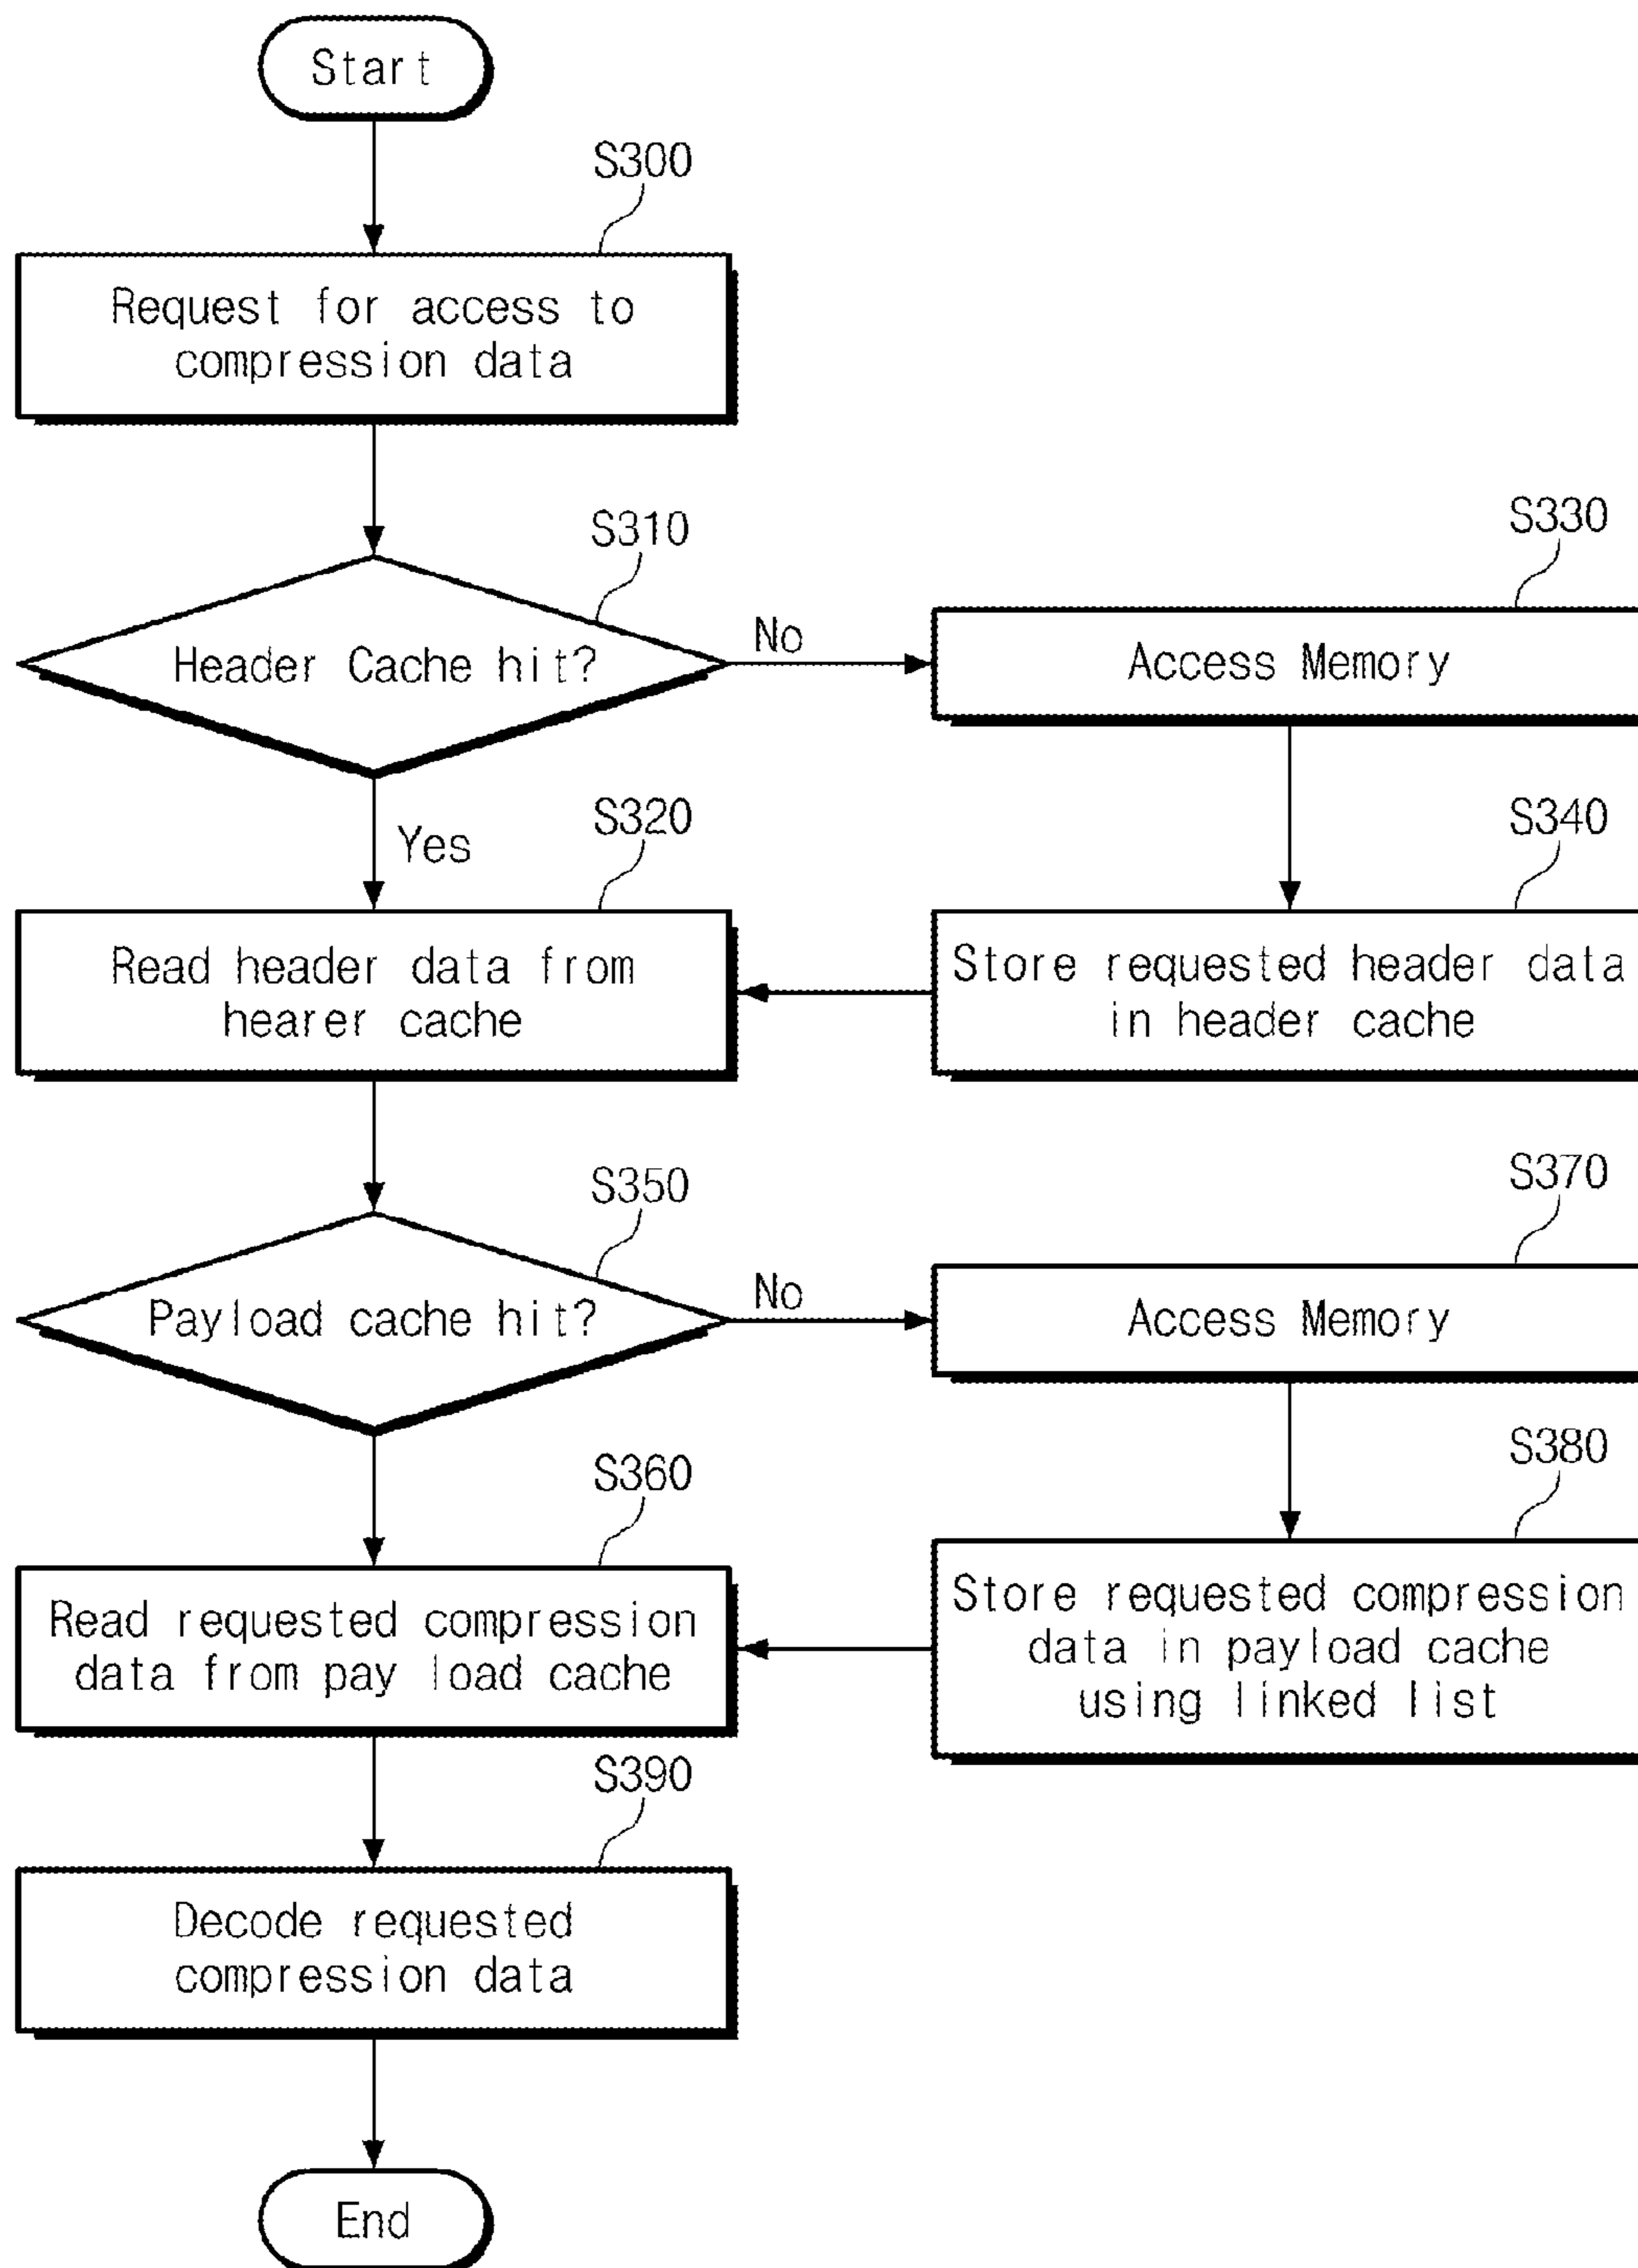 Start
S300
Request for access to
compression data
S310
Header Cache hit?
No
S330
Access Memory
Yes
S320
Read header data from
hearer cache
S340
Store requested header data
in header cache
S350
Payload cache hit?
No
S370
Access Memory
S360
Read requested compression
data from pay load cache
S380
Store requested compression
data in payload cache
using linked list
S390
Decode requested
compression data
End